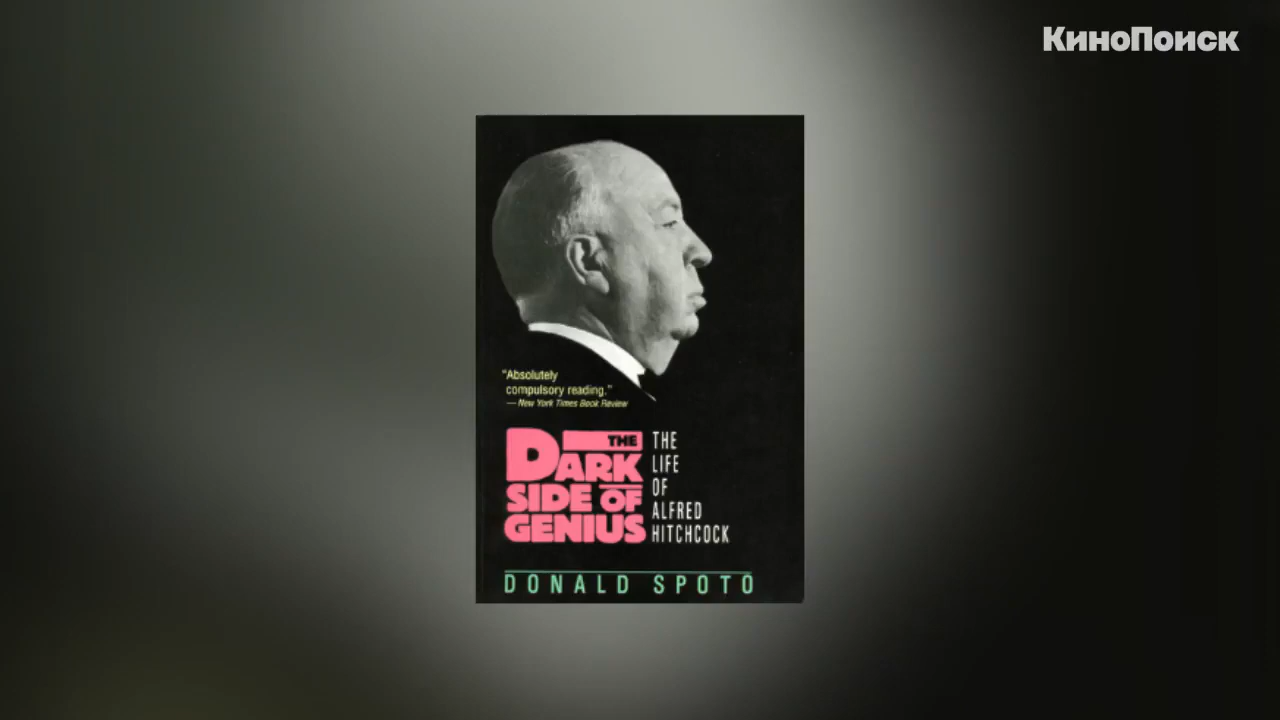 КиноПоиск
"Absolutely
compulsory reading."
— New York Times Book Review
THE
DARK
SIDE OF
GENIUS
THE
LIFE
OF
ALFRED
HITCHCOCK
DONALD SPOTO